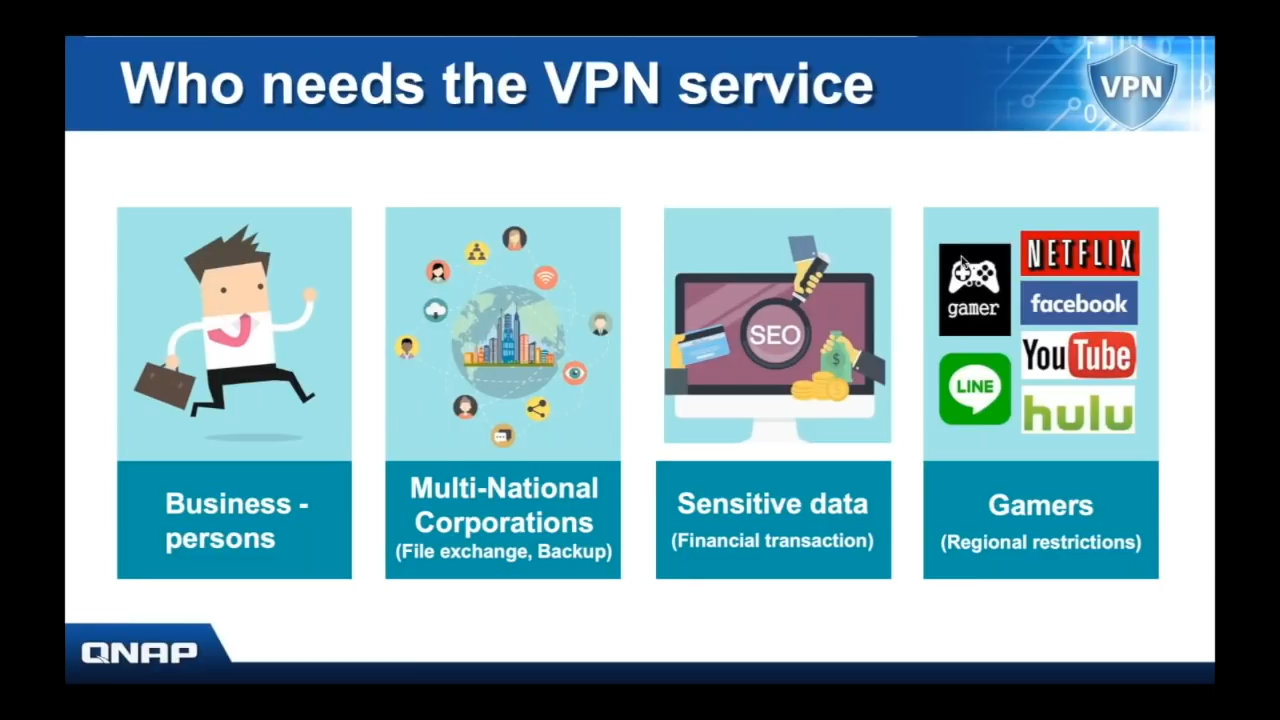 Who needs the VPN service
VPN
SEO
$
gamer
NETFLIX
facebook
YouTube
LINE
hulu
Business -
persons
Multi-National
Corporations
(File exchange, Backup)
Sensitive data
(Financial transaction)
Gamers
(Regional restrictions)
QNAP